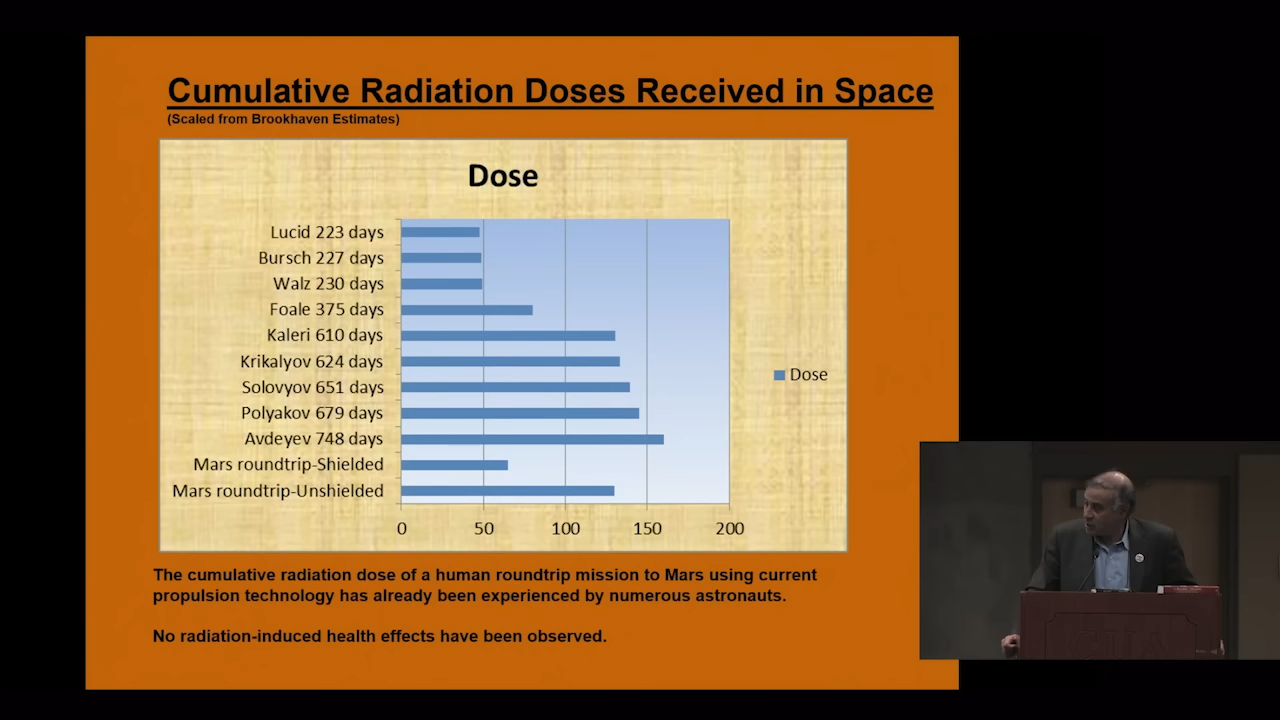 Cumulative Radiation Doses Received in Space
(Scaled from Brookhaven Estimates)
Dose
Lucid 223 days
Bursch 227 days
Walz 230 days
Foale 375 days
Kaleri 610 days
Krikalyov 624 days
Solovyov 651 days
Polyakov 679 days
Avdeyev 748 days
Mars roundtrip-Shielded
Mars roundtrip-Unshielded
0 50 100 150 200
Dose
The cumulative radiation dose of a human roundtrip mission to Mars using current
propulsion technology has already been experienced by numerous astronauts.
No radiation-induced health effects have been observed.